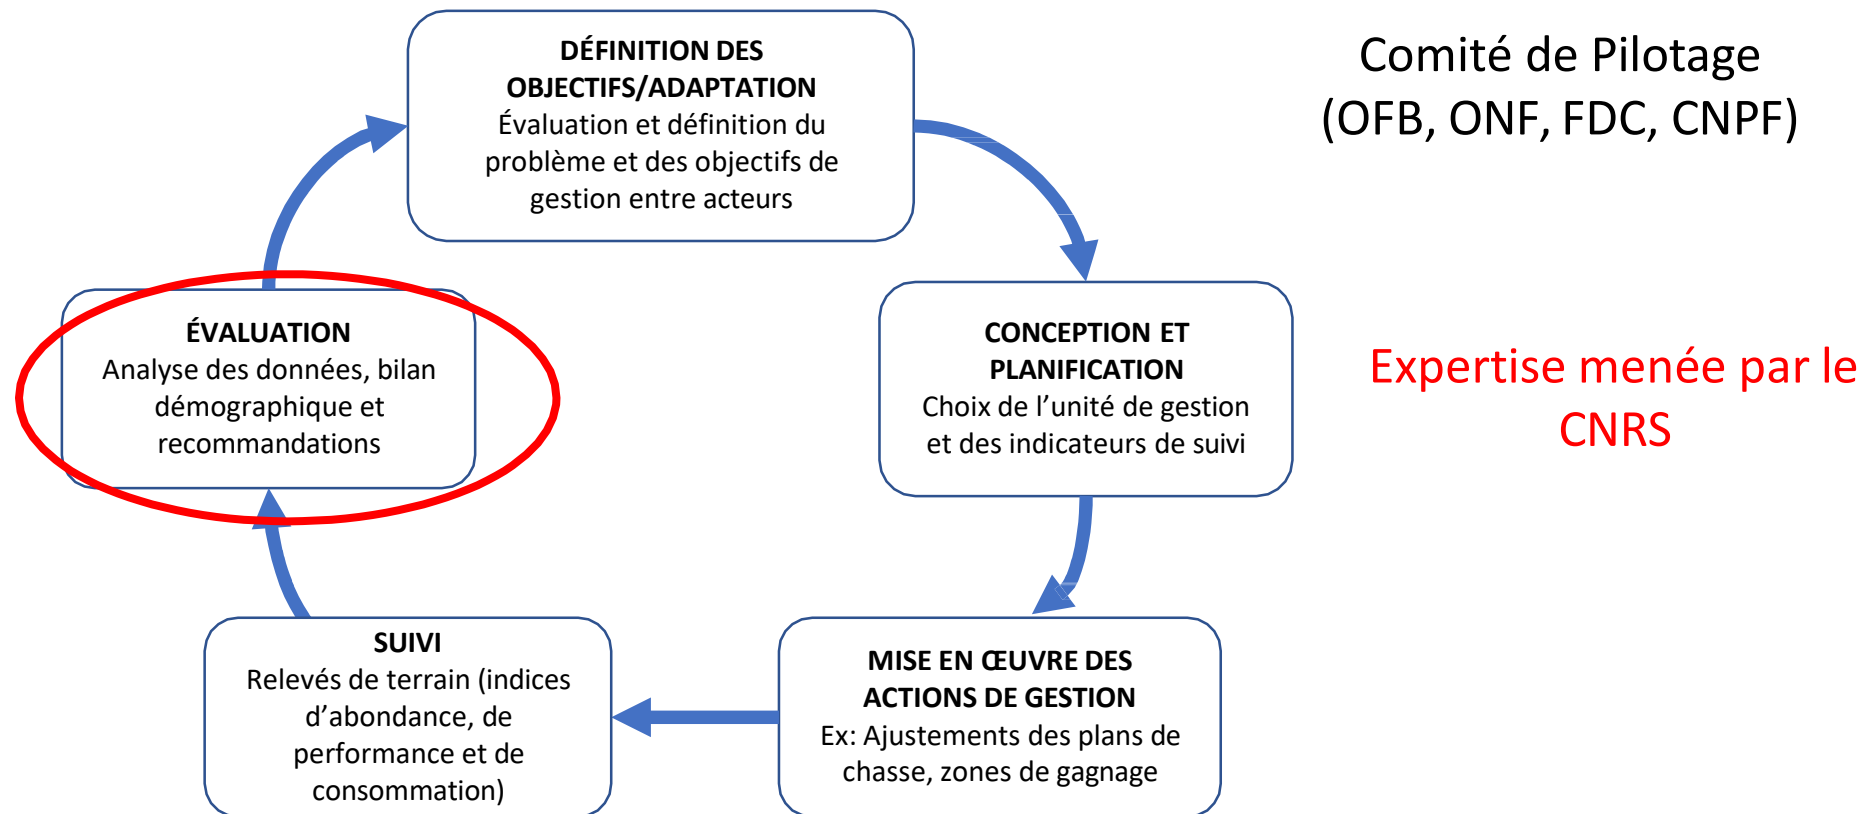 DÉFINITION DES
OBJECTIFS/ADAPTATION
Évaluation et définition du
problème et des objectifs de
gestion entre acteurs
Comité de Pilotage
(OFB, ONF, FDC, CNPF)
ÉVALUATION
Analyse des données, bilan
démographique et
recommandations
CONCEPTION ET
PLANIFICATION
Choix de l’unité de gestion
et des indicateurs de suivi
Expertise menée par le
CNRS
SUIVI
Relevés de terrain (indices
d’abondance, de
performance et de
consommation)
MISE EN ŒUVRE DES
ACTIONS DE GESTION
Ex: Ajustements des plans de
chasse, zones de gagnage